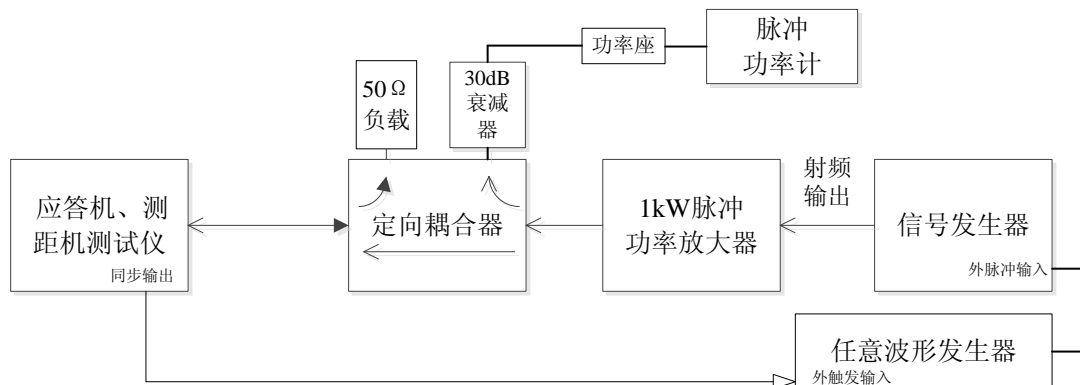 功率座
脉冲
功率计
50Ω
负载
30dB
衰减
器
应答机、测
距机测试仪
同步输出
定向耦合器
1kW脉冲
功率放大器
射频
输出
信号发生器
外脉冲输入
任意波形发生器
外触发输入